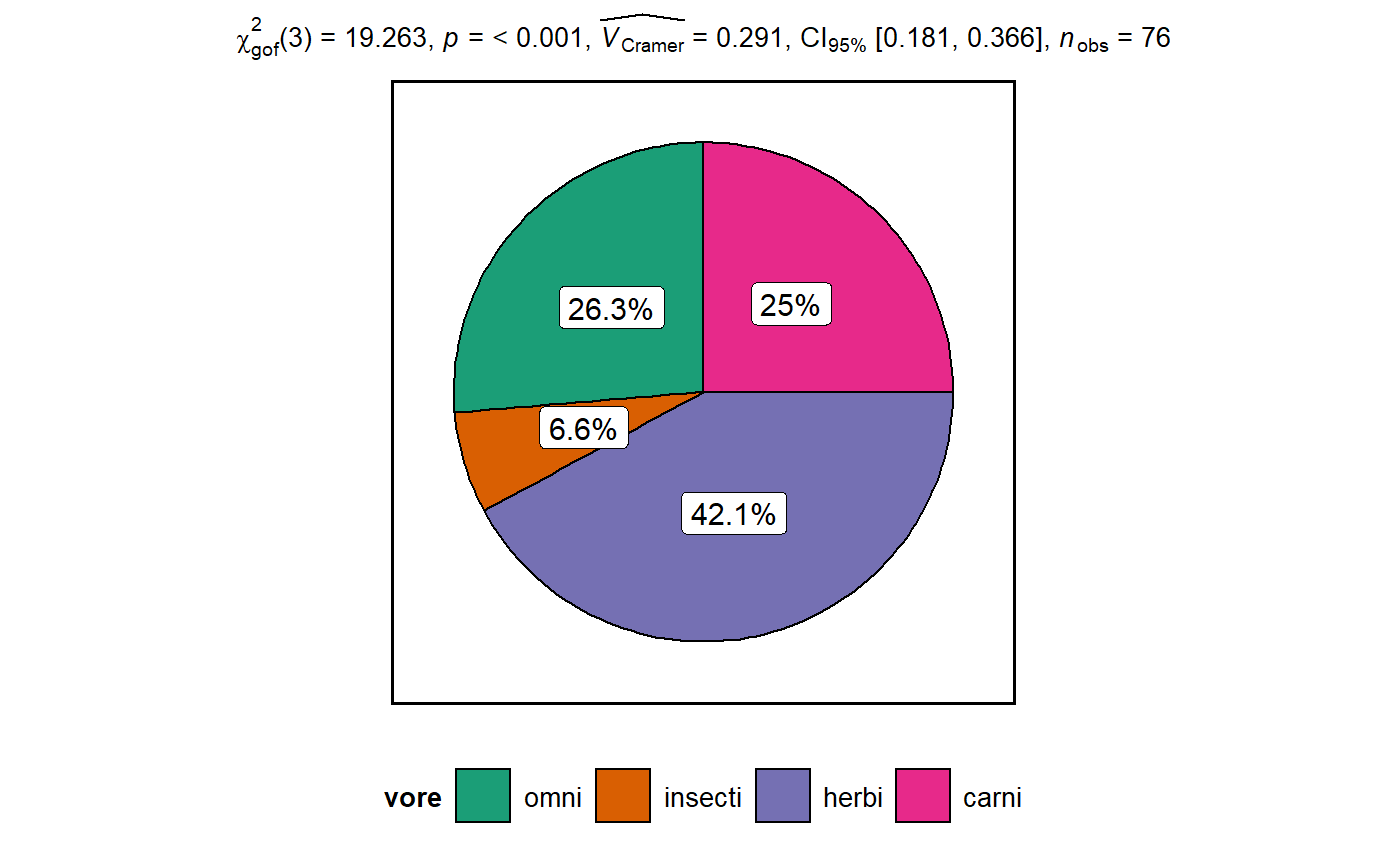 χ²gof(3) = 19.263, p = < 0.001, V̂Cramer = 0.291, CI95% [0.181, 0.366], nobs = 76
26.3%
25%
6.6%
42.1%
vore omni insecti herbi carni